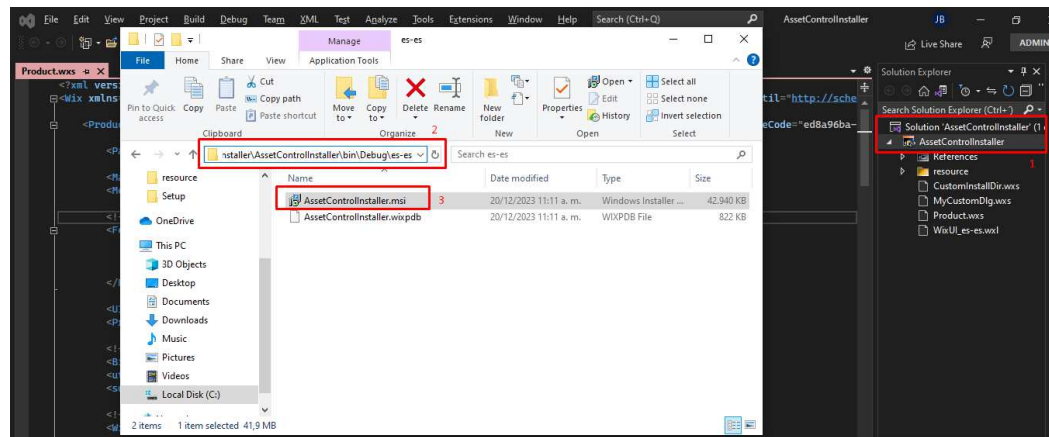 File Edit View Project Build Debug Team XML Test Analyze Tools Extensions Window Help Search (Ctrl+Q) AssetControlInstaller JB
Manage es-es
Live Share ADMIN
File Home Share View Application Tools
Product.wxs
Solution Explorer
<?xml vers
Cut
Copy path
Paste shortcut
Pin to Quick access
Copy
Paste
Move to
Copy to
Delete
Rename
New folder
Properties
Open
Edit
History
Select all
Select none
Invert selection
til="http://sche
Search Solution Explorer (Ctrl+
<Wix xmlns
<Produ
eCode="ed8a96ba-
Clipboard Organize 2 New Open Select
Solution 'AssetControlInstaller' (1
AssetControlInstaller
1
References
resource
CustomInstallDir.wxs
MyCustomDlg.wxs
Product.wxs
WixUI_es-es.wxl
nstaller\AssetControlInstaller\bin\Debug\es-es Search es-es
Name Date modified Type Size
resource
Setup
OneDrive
This PC
3D Objects
Desktop
Documents
Downloads
Music
Pictures
Videos
Local Disk (C:)
AssetControlInstaller.msi 3 20/12/2023 11:11 a. m. Windows Installer ... 42.940 KB
AssetControlInstaller.wixpdb 20/12/2023 11:11 a. m. WIXPDB File 822 KB
2 items 1 item selected 41,9 MB